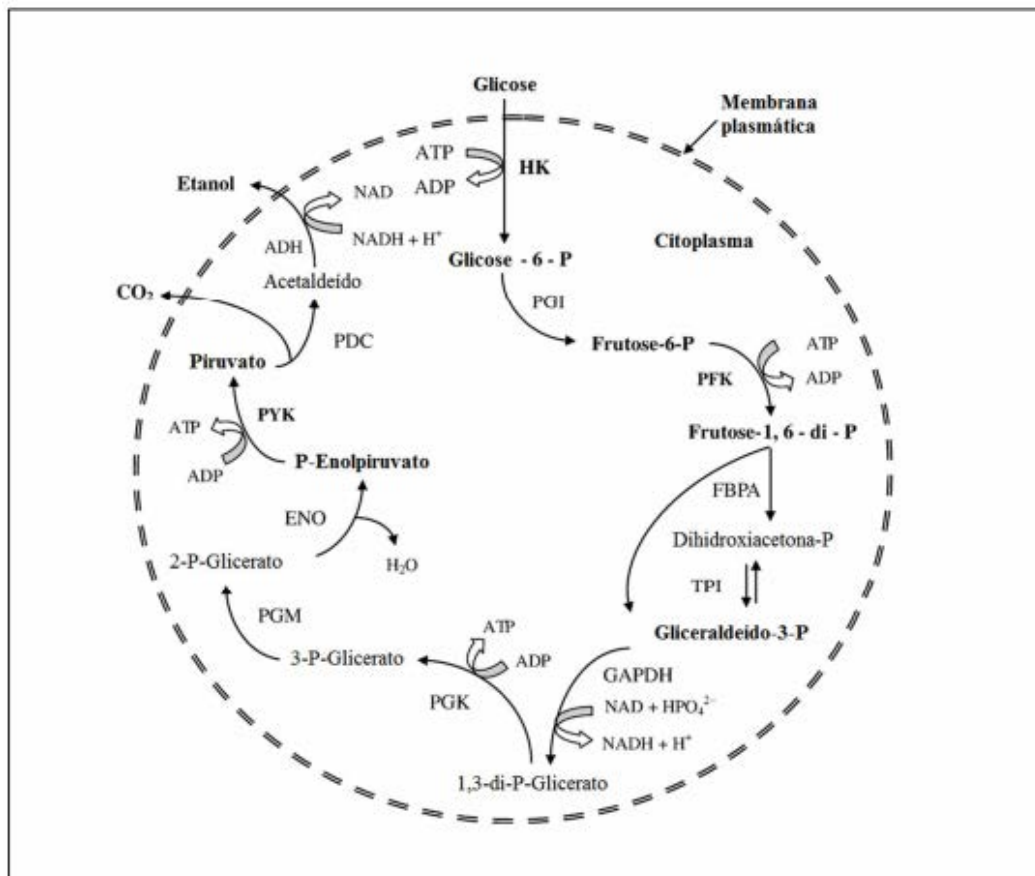 Glicose
Membrana
plasmática
ATP
HK
ADP
Etanol
NAD
NADH + H⁺
ADH
Acetaldeído
Citoplasma
Glicose - 6 - P
CO₂
PGI
PDC
Piruvato
Frutose-6-P
ATP
PFK
ADP
PYK
ATP
ADP
Frutose-1, 6 - di - P
P-Enolpiruvato
FBPA
ENO
Dihidroxiacetona-P
2-P-Glicerato
H₂O
TPI
PGM
Gliceraldeído-3-P
ATP
3-P-Glicerato
ADP
GAPDH
PGK
NAD + HPO₄²⁻
NADH + H⁺
1,3-di-P-Glicerato